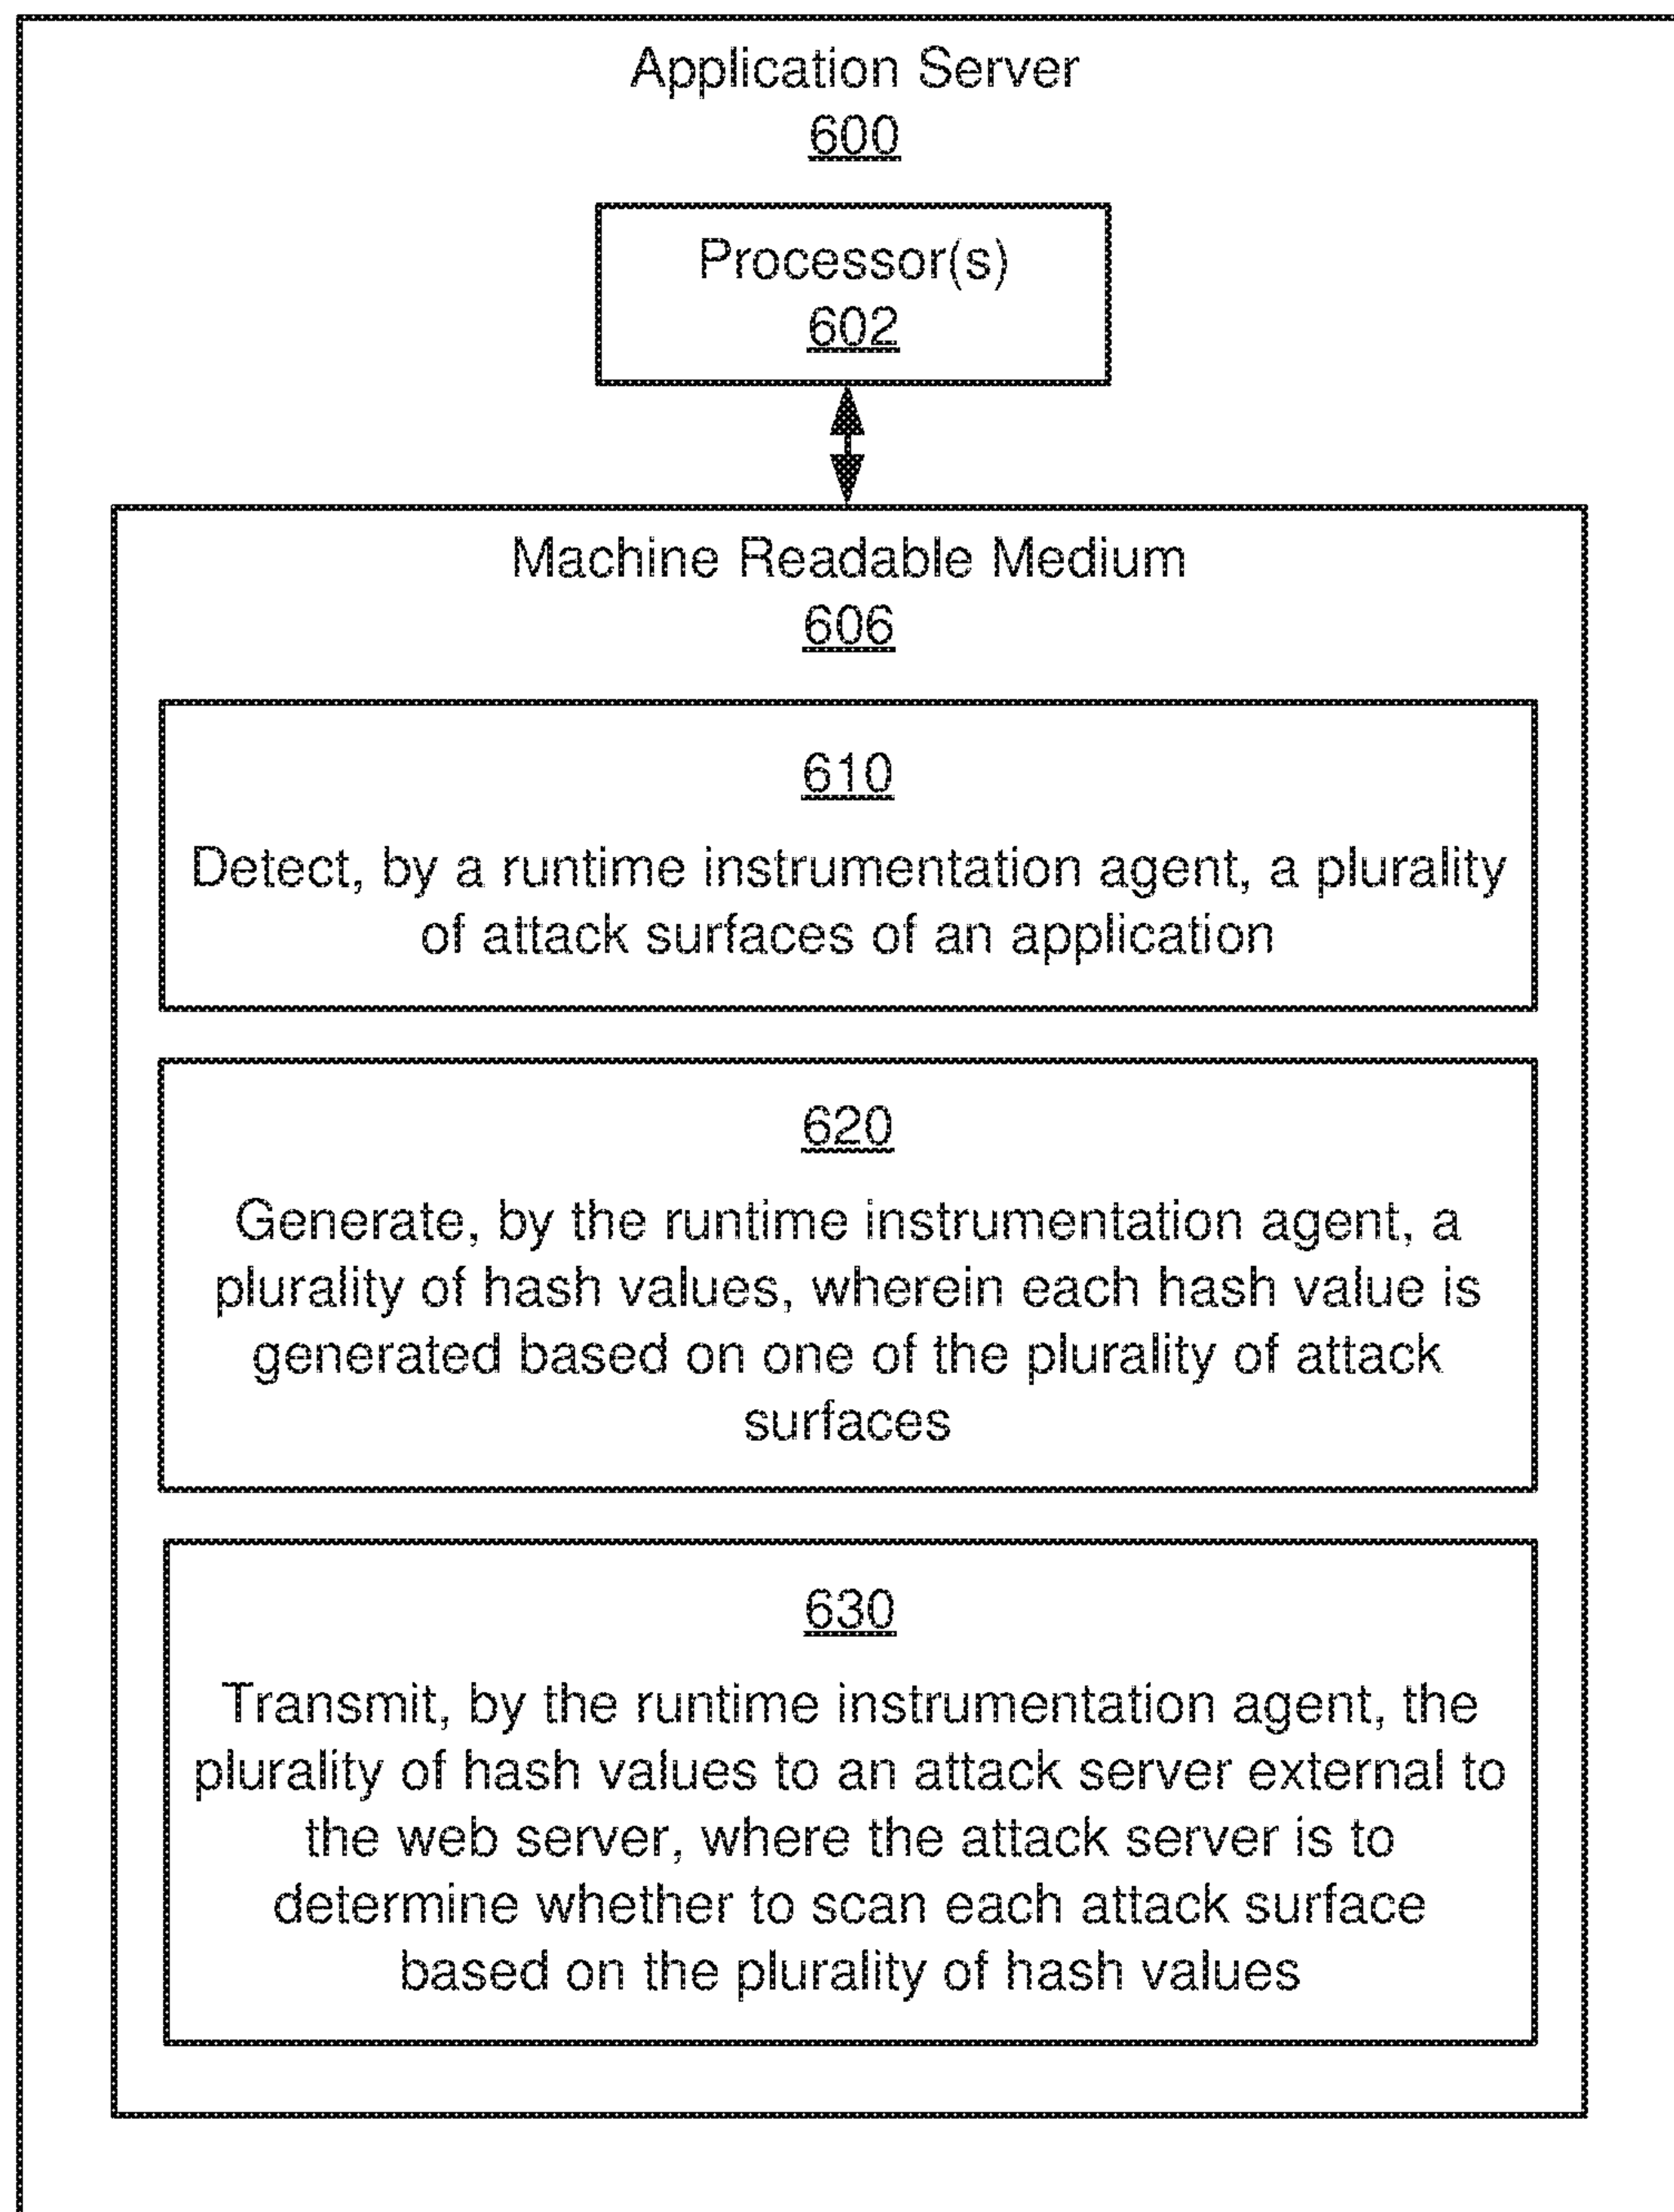 Application Server
600
Processor(s)
602
Machine Readable Medium
606
610
Detect, by a runtime instrumentation agent, a plurality
of attack surfaces of an application
620
Generate, by the runtime instrumentation agent, a
plurality of hash values, wherein each hash value is
generated based on one of the plurality of attack
surfaces
630
Transmit, by the runtime instrumentation agent, the
plurality of hash values to an attack server external to
the web server, where the attack server is to
determine whether to scan each attack surface
based on the plurality of hash values